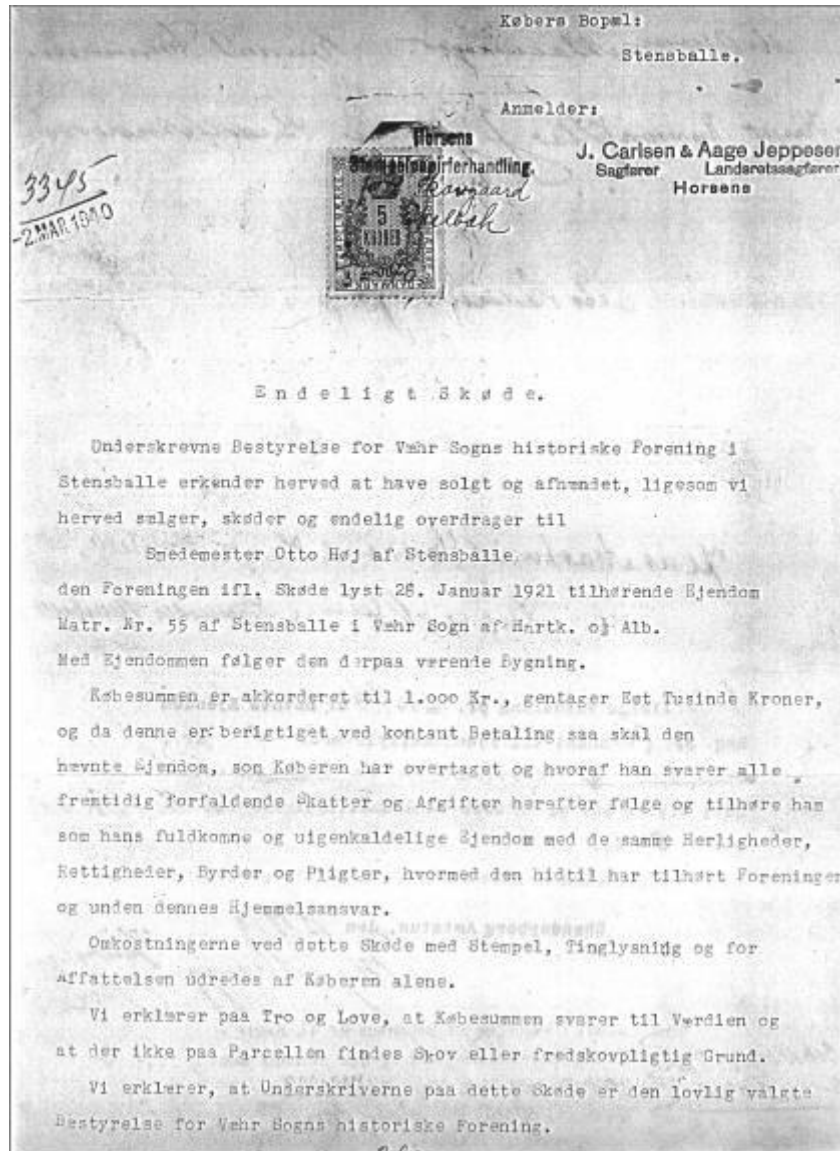 Købers Bopæl:
Stensballe.
Anmelder:
J. Carlsen & Aage Jeppesen
Sagfører Landsretssagfører
Horsens
Horsens
Stempelpapirforhandling.
5
KRONER
3345
-2. MAR. 1940
Endeligt Skøde.
Underskrevne Bestyrelse for Væhr Sogns historiske Forening i
Stensballe erkender herved at have solgt og afhændet, ligesom vi
herved sælger, skøder og endelig overdrager til
Smedemester Otto Høj af Stensballe
den Foreningen ifl. Skøde lyst 28. Januar 1921 tilhørende Ejendom
Matr. Nr. 55 af Stensballe i Væhr Sogn af Hartk. Alb.
Med Ejendommen følger den derpaa værende Bygning.
Købesummen er akkorderet til 1.000 Kr., gentager Eet Tusinde Kroner,
og da denne er berigtiget ved kontant Betaling saa skal den
nævnte Ejendom, som Køberen har overtaget og hvoraf han svarer alle
fremtidig forfaldende Skatter og Afgifter herefter følge og tilhøre ham
som hans fuldkomne og uigenkaldelige Ejendom med de samme Herligheder,
Rettigheder, Byrder og Pligter, hvormed den hidtil har tilhørt Foreningen
og unden dennes Hjemmelsansvar.
Omkostningerne ved dette Skøde med Stempel, Tinglysning og for
Affattelsen udredes af Køberen alene.
Vi erklærer paa Tro og Love, at Købesummen svarer til Værdien og
at der ikke paa Parcellen findes Skov eller fredskovpligtig Grund.
Vi erklærer, at Underskriverne paa dette Skøde er den lovlig valgte
Bestyrelse for Væhr Sogns historiske Forening.